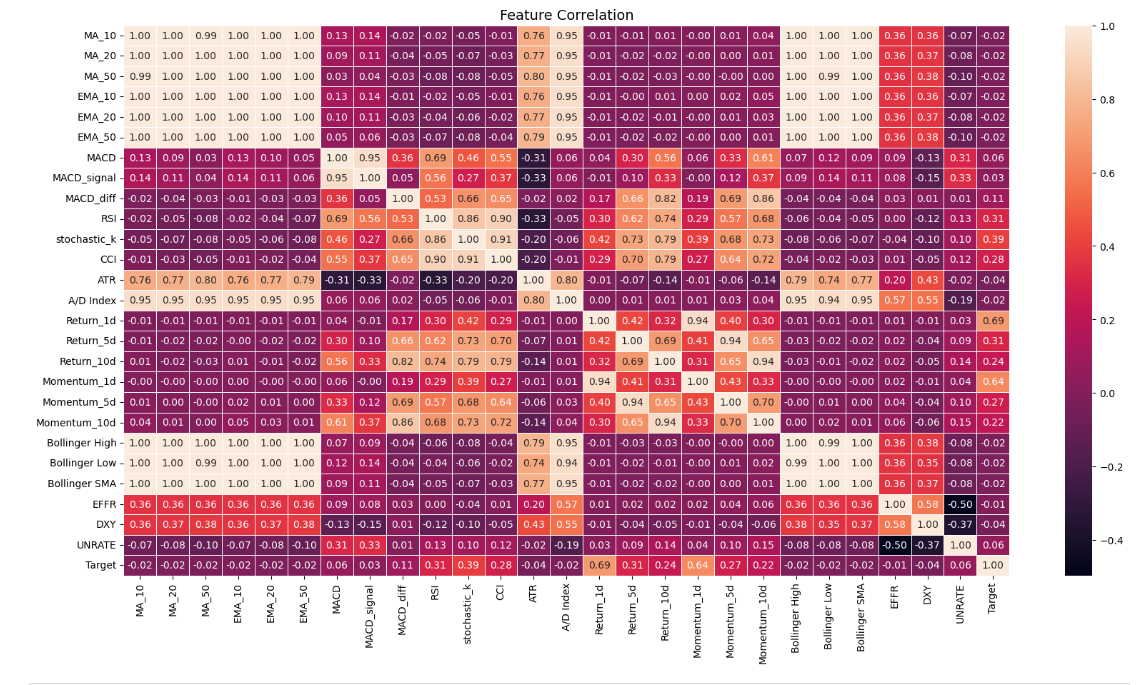 Feature Correlation
MA_10 1.00 1.00 0.99 1.00 1.00 1.00 0.13 0.14 -0.02 -0.02 -0.05 -0.01 0.76 0.95 -0.01 -0.01 0.01 -0.00 0.01 0.04 1.00 1.00 1.00 0.36 0.36 -0.07 -0.02
MA_20 1.00 1.00 1.00 1.00 1.00 1.00 0.09 0.11 -0.04 -0.05 -0.07 -0.03 0.77 0.95 -0.01 -0.02 -0.02 -0.00 0.00 0.01 1.00 1.00 1.00 0.36 0.37 -0.08 -0.02
MA_50 0.99 1.00 1.00 1.00 1.00 1.00 0.03 0.04 -0.03 -0.08 -0.08 -0.05 0.80 0.95 -0.01 -0.02 -0.03 -0.00 -0.00 0.00 1.00 0.99 1.00 0.36 0.38 -0.10 -0.02
EMA_10 1.00 1.00 1.00 1.00 1.00 1.00 0.13 0.14 -0.01 -0.02 -0.05 -0.01 0.76 0.95 -0.01 -0.00 0.01 0.00 0.02 0.05 1.00 1.00 1.00 0.36 0.36 -0.07 -0.02
EMA_20 1.00 1.00 1.00 1.00 1.00 1.00 0.10 0.11 -0.03 -0.04 -0.06 -0.02 0.77 0.95 -0.01 -0.02 -0.01 -0.00 0.01 0.03 1.00 1.00 1.00 0.36 0.37 -0.08 -0.02
EMA_50 1.00 1.00 1.00 1.00 1.00 1.00 0.05 0.06 -0.03 -0.07 -0.08 -0.04 0.79 0.95 -0.01 -0.02 -0.02 -0.00 0.00 0.01 1.00 1.00 1.00 0.36 0.38 -0.10 -0.02
MACD 0.13 0.09 0.03 0.13 0.10 0.05 1.00 0.95 0.36 0.69 0.46 0.55 -0.31 0.06 0.04 0.30 0.56 0.06 0.33 0.61 0.07 0.12 0.09 0.09 -0.13 0.31 0.06
MACD_signal 0.14 0.11 0.04 0.14 0.11 0.06 0.95 1.00 0.05 0.56 0.27 0.37 -0.33 0.06 -0.01 0.10 0.33 -0.00 0.12 0.37 0.09 0.14 0.11 0.08 -0.15 0.33 0.03
MACD_diff -0.02 -0.04 -0.03 -0.01 -0.03 -0.03 0.36 0.05 1.00 0.53 0.66 0.65 -0.02 0.02 0.17 0.66 0.82 0.19 0.69 0.86 -0.04 -0.04 -0.04 0.03 0.01 0.01 0.11
RSI -0.02 -0.05 -0.08 -0.02 -0.04 -0.07 0.69 0.56 0.53 1.00 0.86 0.90 -0.33 -0.05 0.30 0.62 0.74 0.29 0.57 0.68 -0.06 -0.04 -0.05 0.00 -0.12 0.13 0.31
stochastic_k -0.05 -0.07 -0.08 -0.05 -0.06 -0.08 0.46 0.27 0.66 0.86 1.00 0.91 -0.20 -0.06 0.42 0.73 0.79 0.39 0.68 0.73 -0.08 -0.06 -0.07 -0.04 -0.10 0.10 0.39
CCI -0.01 -0.03 -0.05 -0.01 -0.02 -0.04 0.55 0.37 0.65 0.90 0.91 1.00 -0.20 -0.01 0.29 0.70 0.79 0.27 0.64 0.72 -0.04 -0.02 -0.03 0.01 -0.05 0.12 0.28
ATR 0.76 0.77 0.80 0.76 0.77 0.79 -0.31 -0.33 -0.02 -0.33 -0.20 -0.20 1.00 0.80 -0.01 -0.07 -0.14 -0.01 -0.06 -0.14 0.79 0.74 0.77 0.20 0.43 -0.02 -0.04
A/D Index 0.95 0.95 0.95 0.95 0.95 0.95 0.06 0.06 0.02 -0.05 -0.06 -0.01 0.80 1.00 0.00 0.01 0.01 0.01 0.03 0.04 0.95 0.94 0.95 0.57 0.55 -0.19 -0.02
Return_1d -0.01 -0.01 -0.01 -0.01 -0.01 -0.01 0.04 -0.01 0.17 0.30 0.42 0.29 -0.01 0.00 1.00 0.42 0.32 0.94 0.40 0.30 -0.01 -0.01 -0.01 0.01 -0.01 0.03 0.69
Return_5d -0.01 -0.02 -0.02 -0.00 -0.02 -0.02 0.30 0.10 0.66 0.62 0.73 0.70 -0.07 0.01 0.42 1.00 0.69 0.41 0.94 0.65 -0.03 -0.02 -0.02 0.02 -0.04 0.09 0.31
Return_10d 0.01 -0.02 -0.03 0.01 -0.01 -0.02 0.56 0.33 0.82 0.74 0.79 0.79 -0.14 0.01 0.32 0.69 1.00 0.31 0.65 0.94 -0.03 -0.01 -0.02 0.02 -0.05 0.14 0.24
Momentum_1d -0.00 -0.00 -0.00 0.00 -0.00 -0.00 0.06 -0.00 0.19 0.29 0.39 0.27 -0.01 0.01 0.94 0.41 0.31 1.00 0.43 0.33 -0.00 -0.00 -0.00 0.02 -0.01 0.04 0.64
Momentum_5d 0.01 0.00 -0.00 0.02 0.01 0.00 0.33 0.12 0.69 0.57 0.68 0.64 -0.06 0.03 0.40 0.94 0.65 0.43 1.00 0.70 -0.00 0.01 0.00 0.04 -0.04 0.10 0.27
Momentum_10d 0.04 0.01 0.00 0.05 0.03 0.01 0.61 0.37 0.86 0.68 0.73 0.72 -0.14 0.04 0.30 0.65 0.94 0.33 0.70 1.00 0.00 0.02 0.01 0.06 -0.06 0.15 0.22
Bollinger High 1.00 1.00 1.00 1.00 1.00 1.00 0.07 0.09 -0.04 -0.06 -0.08 -0.04 0.79 0.95 -0.01 -0.03 -0.03 -0.00 -0.00 0.00 1.00 0.99 1.00 0.36 0.38 -0.08 -0.02
Bollinger Low 1.00 1.00 0.99 1.00 1.00 1.00 0.12 0.14 -0.04 -0.04 -0.06 -0.02 0.74 0.94 -0.01 -0.02 -0.01 -0.00 0.01 0.02 0.99 1.00 1.00 0.36 0.35 -0.08 -0.02
Bollinger SMA 1.00 1.00 1.00 1.00 1.00 1.00 0.09 0.11 -0.04 -0.05 -0.07 -0.03 0.77 0.95 -0.01 -0.02 -0.02 -0.00 0.00 0.01 1.00 1.00 1.00 0.36 0.37 -0.08 -0.02
EFFR 0.36 0.36 0.36 0.36 0.36 0.36 0.09 0.08 0.03 0.00 -0.04 0.01 0.20 0.57 0.01 0.02 0.02 0.02 0.04 0.06 0.36 0.36 0.36 1.00 0.58 -0.50 -0.01
DXY 0.36 0.37 0.38 0.36 0.37 0.38 -0.13 -0.15 0.01 -0.12 -0.10 -0.05 0.43 0.55 -0.01 -0.04 -0.05 -0.01 -0.04 -0.06 0.38 0.35 0.37 0.58 1.00 -0.37 -0.04
UNRATE -0.07 -0.08 -0.10 -0.07 -0.08 -0.10 0.31 0.33 0.01 0.13 0.10 0.12 -0.02 -0.19 0.03 0.09 0.14 0.04 0.10 0.15 -0.08 -0.08 -0.08 -0.50 -0.37 1.00 0.06
Target -0.02 -0.02 -0.02 -0.02 -0.02 -0.02 0.06 0.03 0.11 0.31 0.39 0.28 -0.04 -0.02 0.69 0.31 0.24 0.64 0.27 0.22 -0.02 -0.02 -0.02 -0.01 -0.04 0.06 1.00
MA_10 MA_20 MA_50 EMA_10 EMA_20 EMA_50 MACD MACD_signal MACD_diff RSI stochastic_k CCI ATR A/D Index Return_1d Return_5d Return_10d Momentum_1d Momentum_5d Momentum_10d Bollinger High Bollinger Low Bollinger SMA EFFR DXY UNRATE Target
1.0
0.8
0.6
0.4
0.2
0.0
−0.2
−0.4